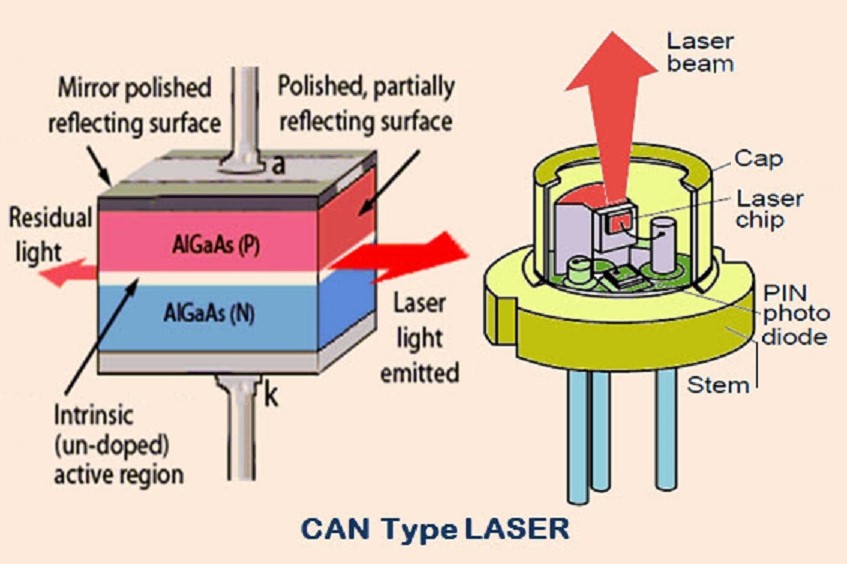 Mirror polished
reflecting surface
Polished, partially
reflecting surface
a
Residual
light
AlGaAs (P)
AlGaAs (N)
Laser
light
emitted
k
Intrinsic
(un-doped)
active region
Laser
beam
Cap
Laser
chip
PIN
photo
diode
Stem
CAN Type LASER